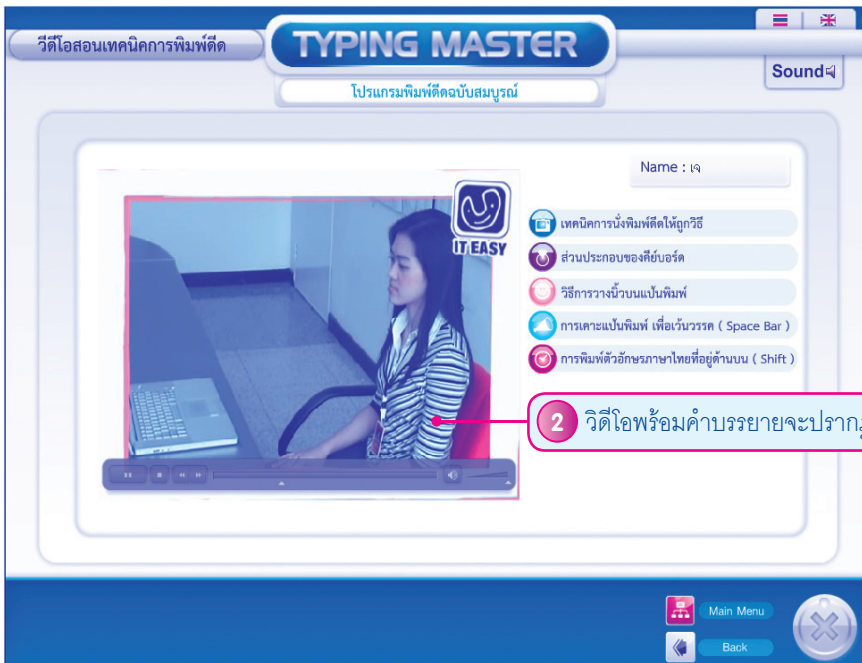 วีดีโอสอนเทคนิคการพิมพ์ดีด
TYPING MASTER
โปรแกรมพิมพ์ดีดฉบับสมบูรณ์
Sound
Name : เจ
IT EASY
เทคนิคการนั่งพิมพ์ดีดให้ถูกวิธี
ส่วนประกอบของคีย์บอร์ด
วิธีการวางนิ้วบนแป้นพิมพ์
การเคาะแป้นพิมพ์ เพื่อเว้นวรรค ( Space Bar )
การพิมพ์ตัวอักษรภาษาไทยที่อยู่ด้านบน ( Shift )
2 วิดีโอพร้อมคำบรรยายจะปรากฏ
Main Menu
Back